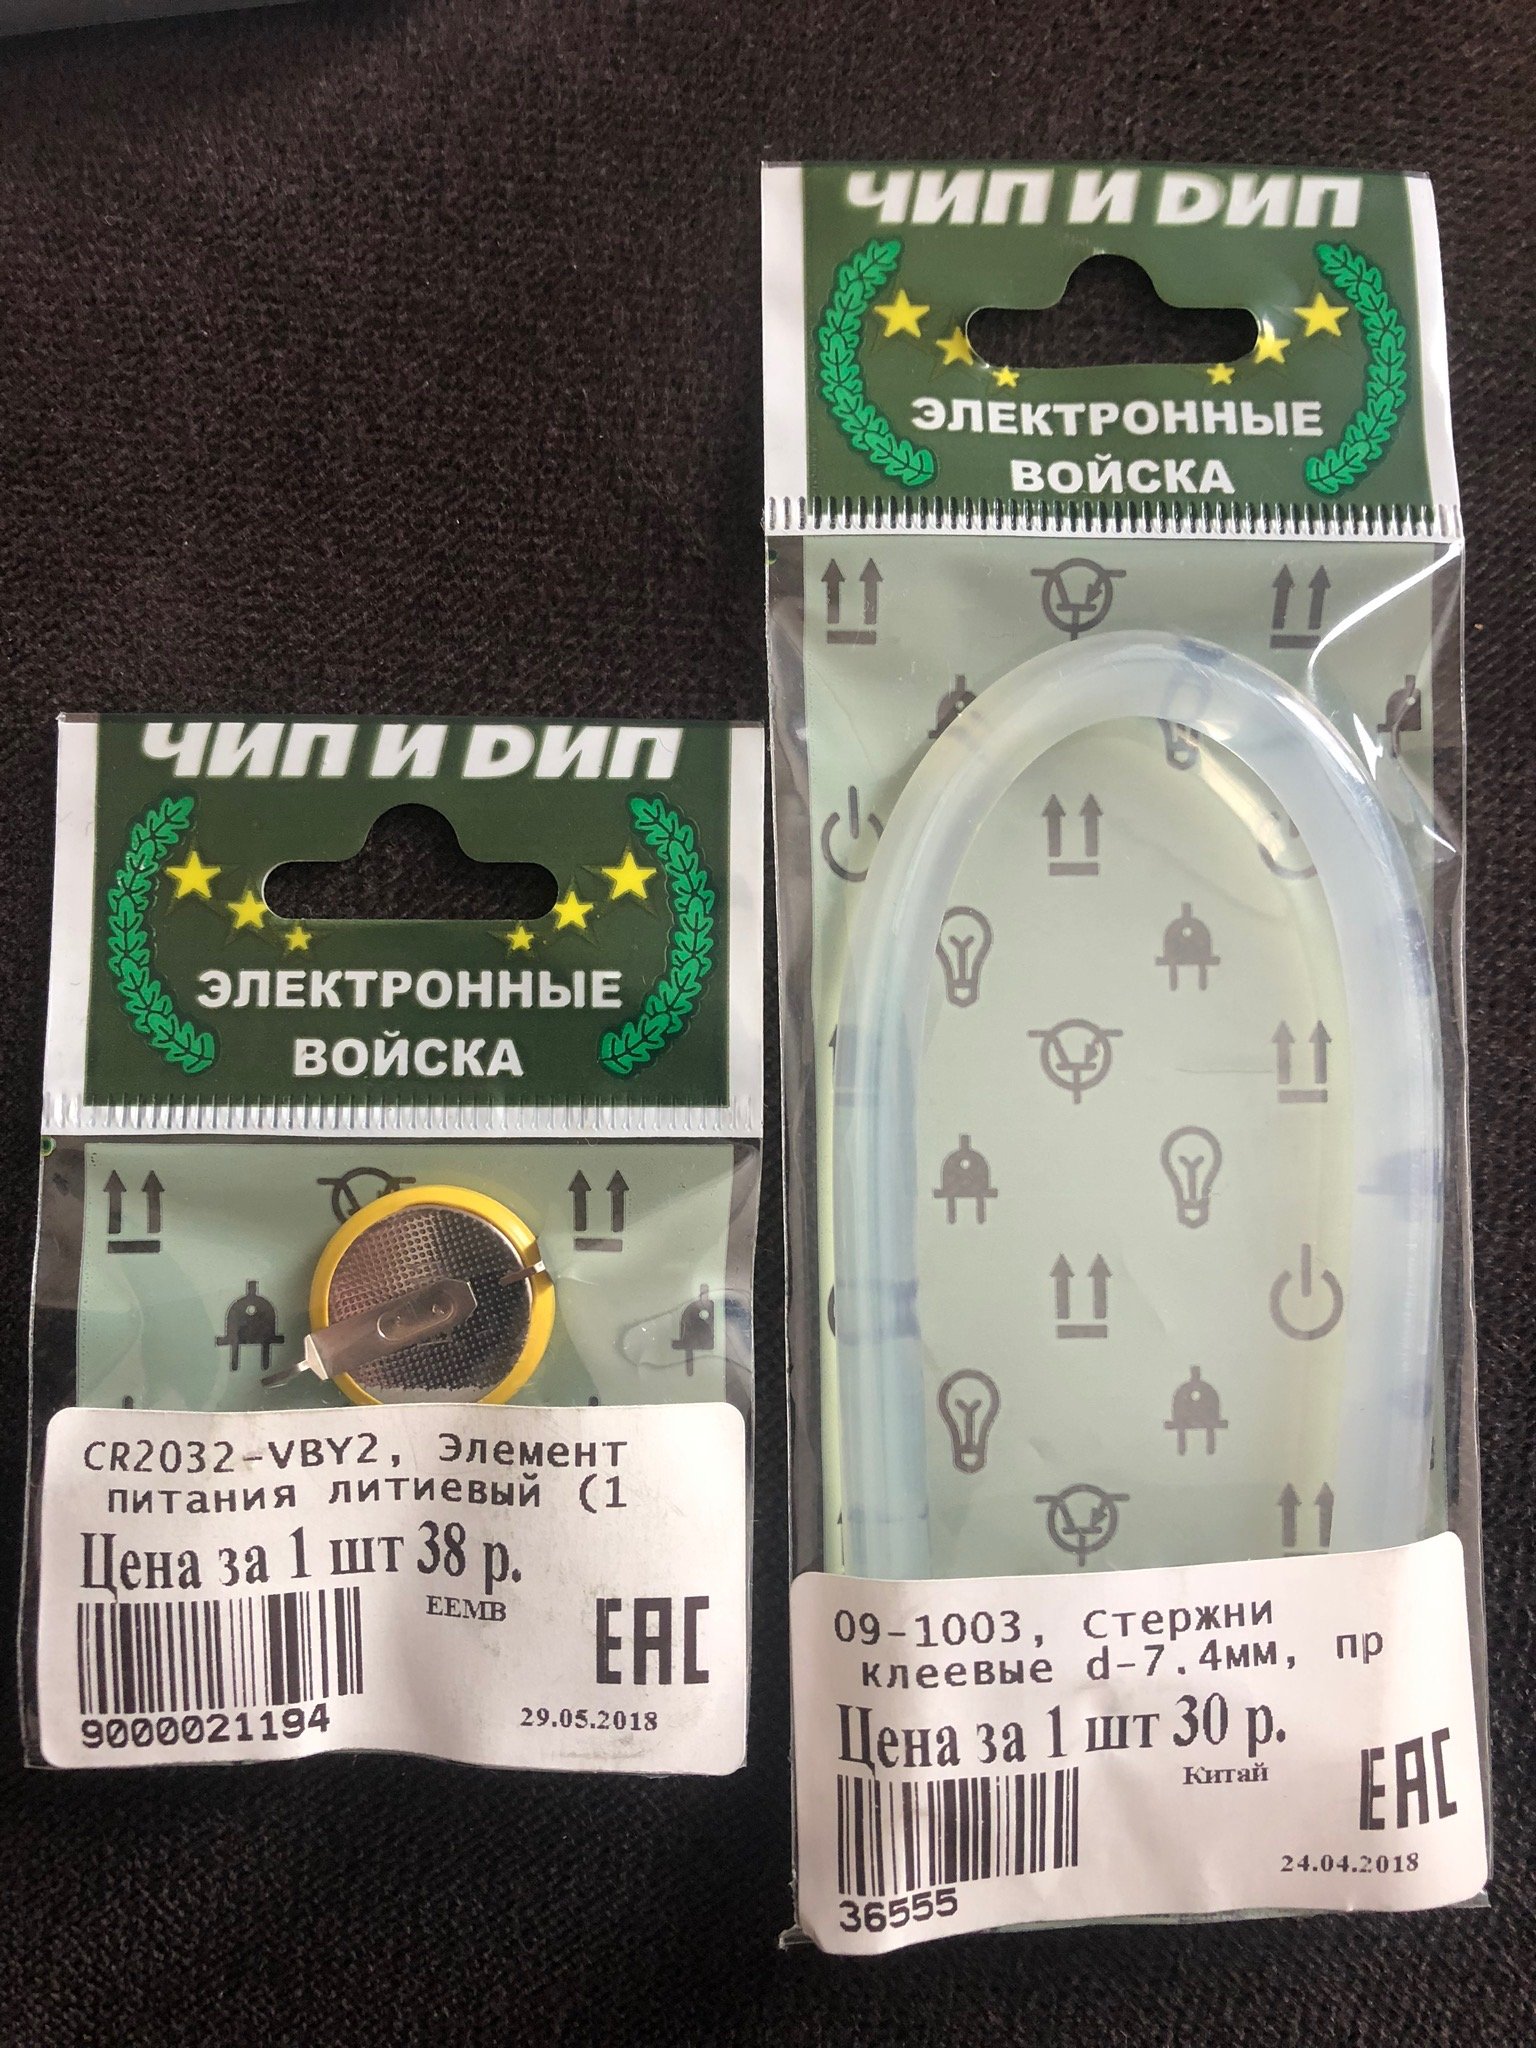 ЧИП И DИП
ЭЛЕКТРОННЫЕ
ВОЙСКА
CR2032-VBY2, Элемент
питания литиевый (1
Цена за 1 шт 38 р.
EEMB
EAC
9000021194
29.05.2018
ЧИП И DИП
ЭЛЕКТРОННЫЕ
ВОЙСКА
09-1003, Стержни
клеевые d-7.4мм, пр
Цена за 1 шт 30 р.
Китай
EAC
36555
24.04.2018